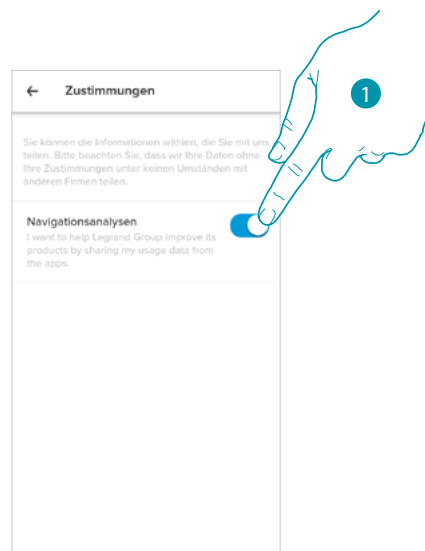 ← Zustimmungen
Sie können die Informationen wählen, die Sie mit uns
teilen. Bitte beachten Sie, dass wir Ihre Daten ohne
Ihre Zustimmungen unter keinen Umständen mit
anderen Firmen teilen.
Navigationsanalysen
I want to help Legrand Group improve its
products by sharing my usage data from
the apps.
1